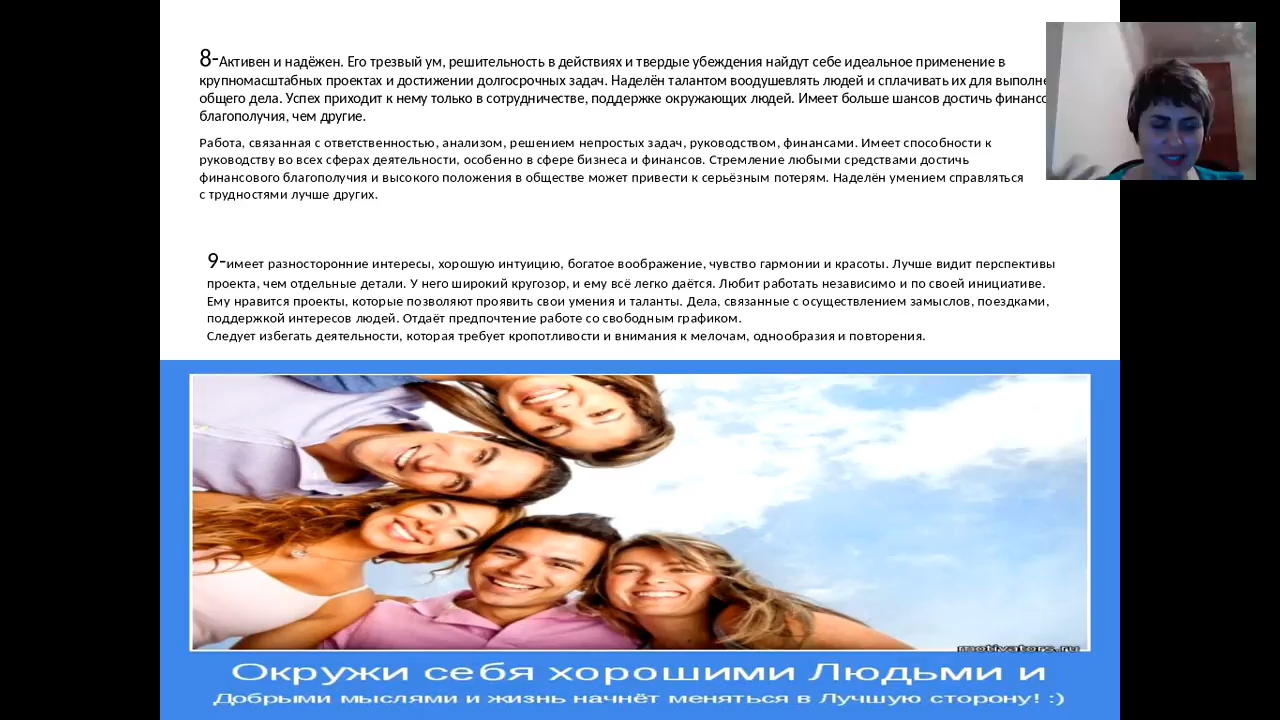 8-Активен и надёжен. Его трезвый ум, решительность в действиях и твердые убеждения найдут себе идеальное применение в
крупномасштабных проектах и достижении долгосрочных задач. Наделён талантом воодушевлять людей и сплачивать их для
общего дела. Успех приходит к нему только в сотрудничестве, поддержке окружающих людей. Имеет больше шансов достичь
благополучия, чем другие.
Работа, связанная с ответственностью, анализом, решением непростых задач, руководством, финансами. Имеет способности к
руководству во всех сферах деятельности, особенно в сфере бизнеса и финансов. Стремление любыми средствами достичь
финансового благополучия и высокого положения в обществе может привести к серьёзным потерям. Наделён умением справляться
с трудностями лучше других.
9-имеет разносторонние интересы, хорошую интуицию, богатое воображение, чувство гармонии и красоты. Лучше видит перспективы
проекта, чем отдельные детали. У него широкий кругозор, и ему всё легко даётся. Любит работать независимо и по своей инициативе.
Ему нравится проекты, которые позволяют проявить свои умения и таланты. Дела, связанные с осуществлением замыслов, поездками,
поддержкой интересов людей. Отдаёт предпочтение работе со свободным графиком.
Следует избегать деятельности, которая требует кропотливости и внимания к мелочам, однообразия и повторения.
motivators.ru
Окружи себя хорошими Людьми и
Добрыми мыслями и жизнь начнёт меняться в Лучшую сторону! :)